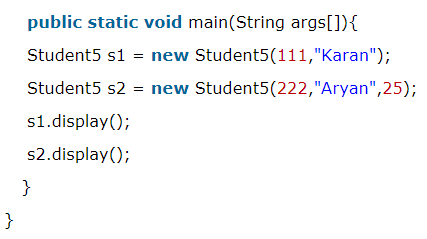 public static void main(String args[]){
Student5 s1 = new Student5(111,"Karan");
Student5 s2 = new Student5(222,"Aryan",25);
s1.display();
s2.display();
}
}